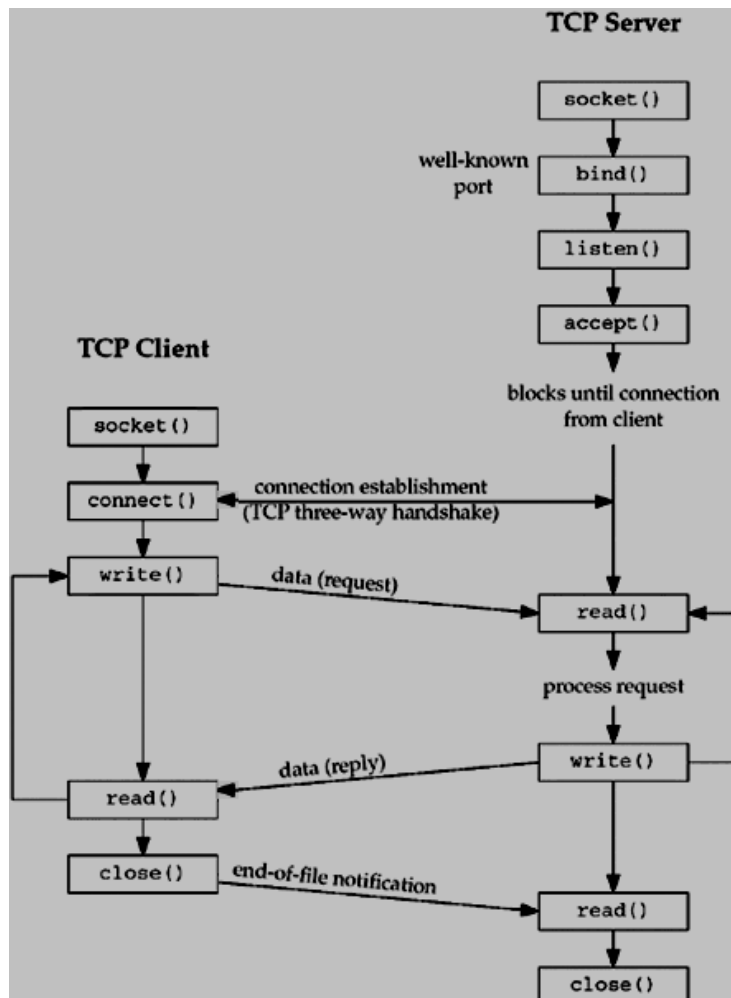 TCP Server
socket()
well-known
port
bind()
listen()
accept()
TCP Client
blocks until connection
from client
socket()
connect()
connection establishment
(TCP three-way handshake)
write()
data (request)
read()
process request
write()
data (reply)
read()
close()
end-of-file notification
read()
close()